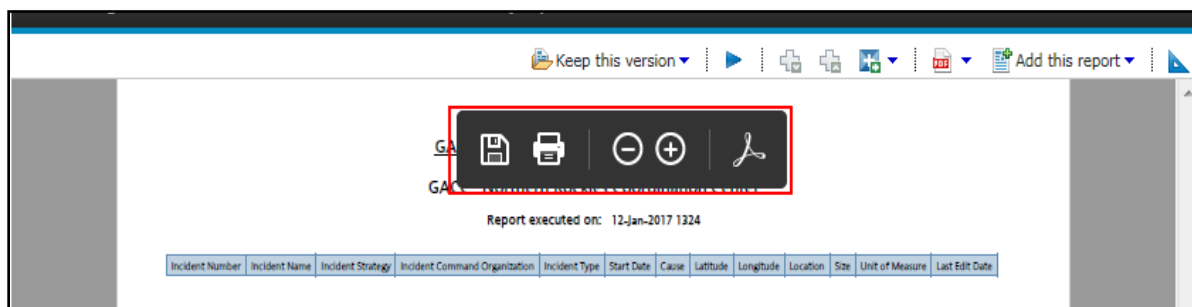 Keep this version
PDF
Add this report
GA
GACC
Report executed on: 12-Jan-2017 1324
Incident Number Incident Name Incident Strategy Incident Command Organization Incident Type Start Date Cause Latitude Longitude Location Size Unit of Measure Last Edit Date